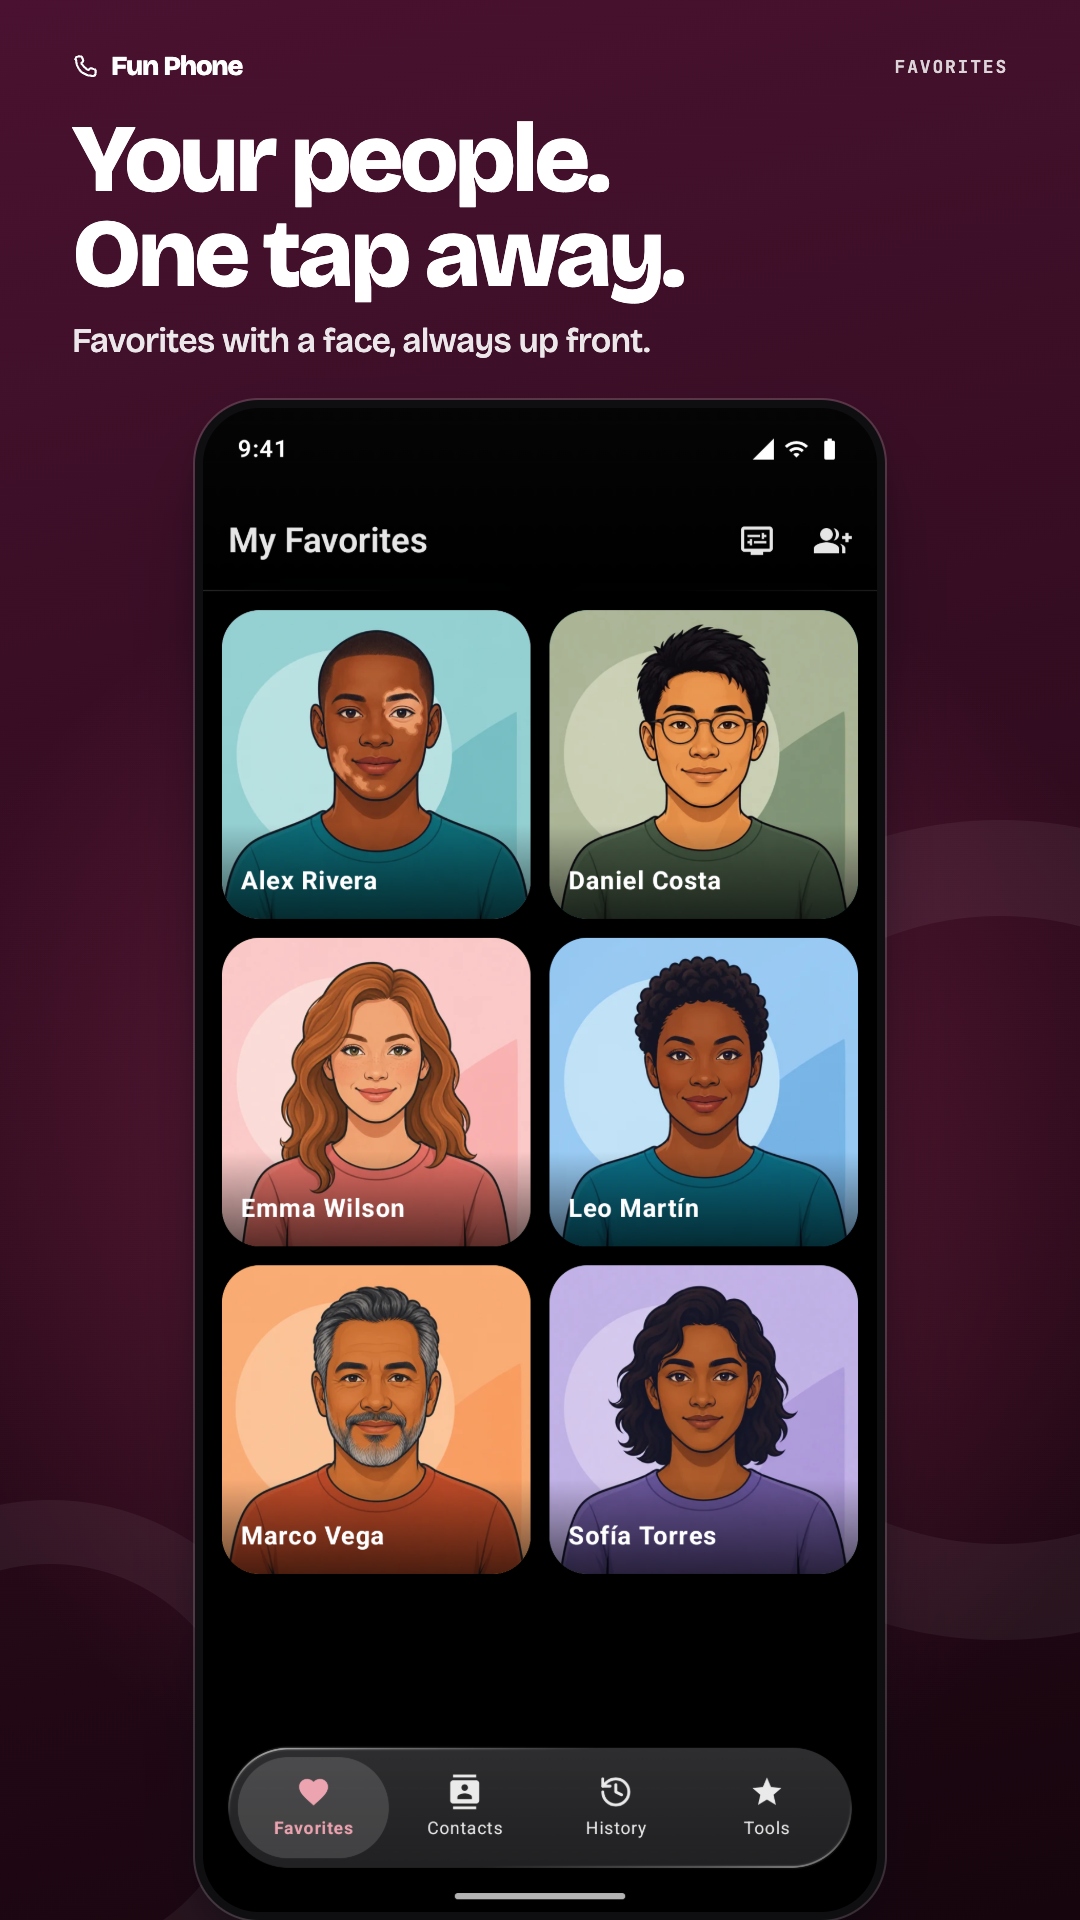 Fun Phone
FAVORITES
Your people.
One tap away.
Favorites with a face, always up front.
9:41
My Favorites
Alex Rivera
Daniel Costa
Emma Wilson
Leo Martín
Marco Vega
Sofía Torres
Favorites
Contacts
History
Tools